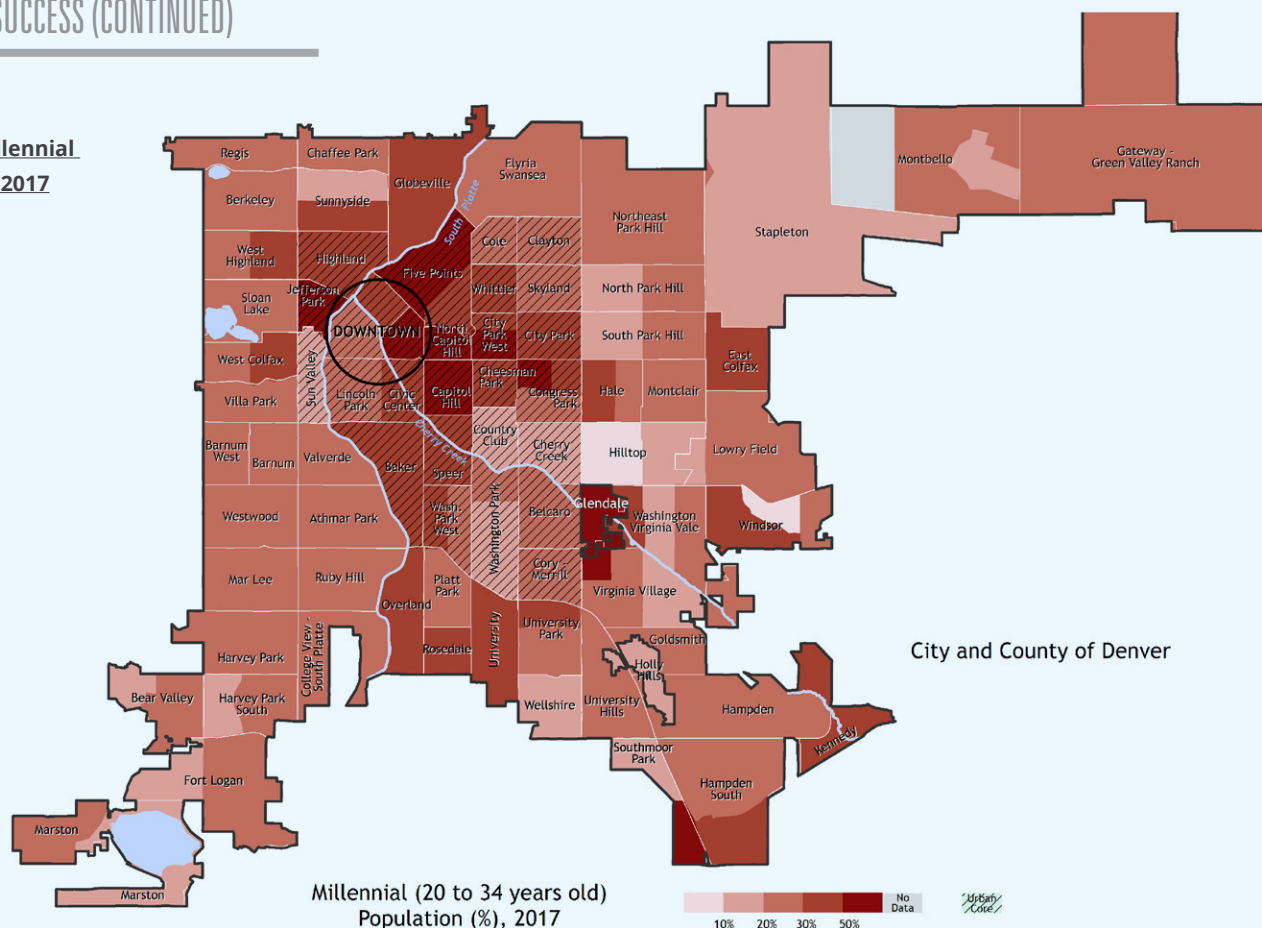 SUCCESS (CONTINUED)
llennial
2017
Regis
Chaffee Park
Globeville
Elyria
Swansea
Berkeley
Sunnyside
South Platte
Northeast
Park Hill
Stapleton
Montbello
Gateway -
Green Valley Ranch
West
Highland
Highland
Cole
Clayton
Five Points
Sloan
Lake
Jefferson
Park
Whittier
Skyland
North Park Hill
DOWNTOWN
North
Capitol
Hill
City
Park
West
City Park
South Park Hill
West Colfax
Sun Valley
Cheesman
Park
East
Colfax
Villa Park
Lincoln
Park
Civic
Center
Capitol
Hill
Congress
Park
Hale
Montclair
Cherry Creek
Country
Club
Cherry
Creek
Hilltop
Lowry Field
Barnum
West
Barnum
Valverde
Baker
Speer
Westwood
Athmar Park
Wash.
Park
West
Washington Park
Belcaro
Glendale
Washington
Virginia Vale
Windsor
Mar Lee
Ruby Hill
Platt
Park
Cory -
Merrill
Virginia Village
Overland
Rosedale
University
University
Park
Goldsmith
City and County of Denver
Harvey Park
College View -
South Platte
Holly
Hills
Bear Valley
Harvey Park
South
Wellshire
University
Hills
Hampden
Kennedy
Southmoor
Park
Fort Logan
Hampden
South
Marston
Marston
Millennial (20 to 34 years old)
Population (%), 2017
No
Data
Urban
Core
10% 20% 30% 50%